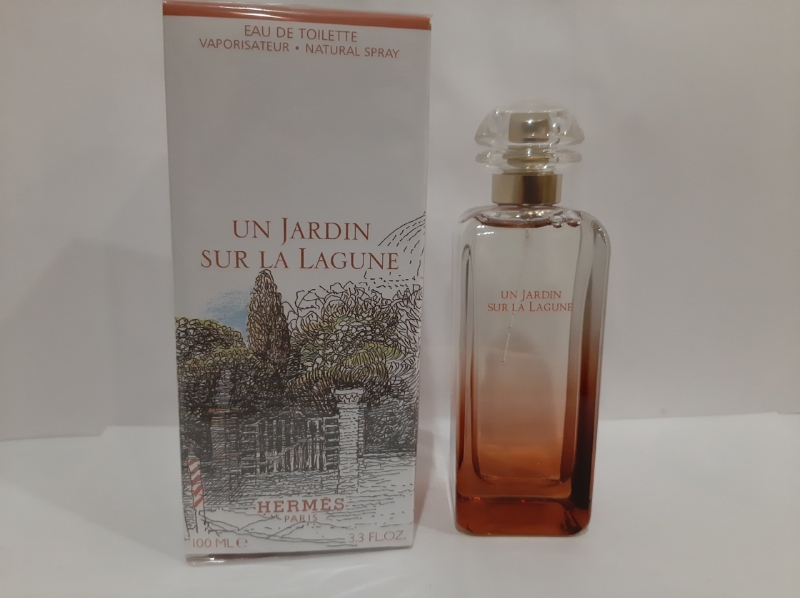 EAU DE TOILETTE
VAPORISATEUR • NATURAL SPRAY
UN JARDIN
SUR LA LAGUNE
HERMÈS
PARIS
100 ML ℮
3.3 FL.OZ.
UN JARDIN
SUR LA LAGUNE